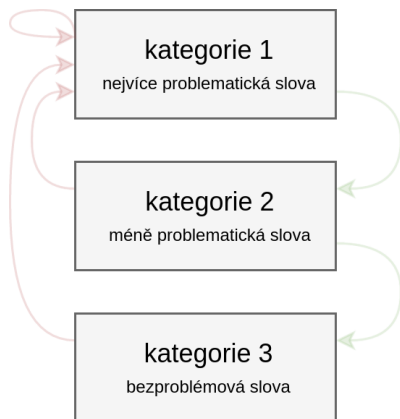 kategorie 1
nejvíce problematická slova
kategorie 2
méně problematická slova
kategorie 3
bezproblémová slova